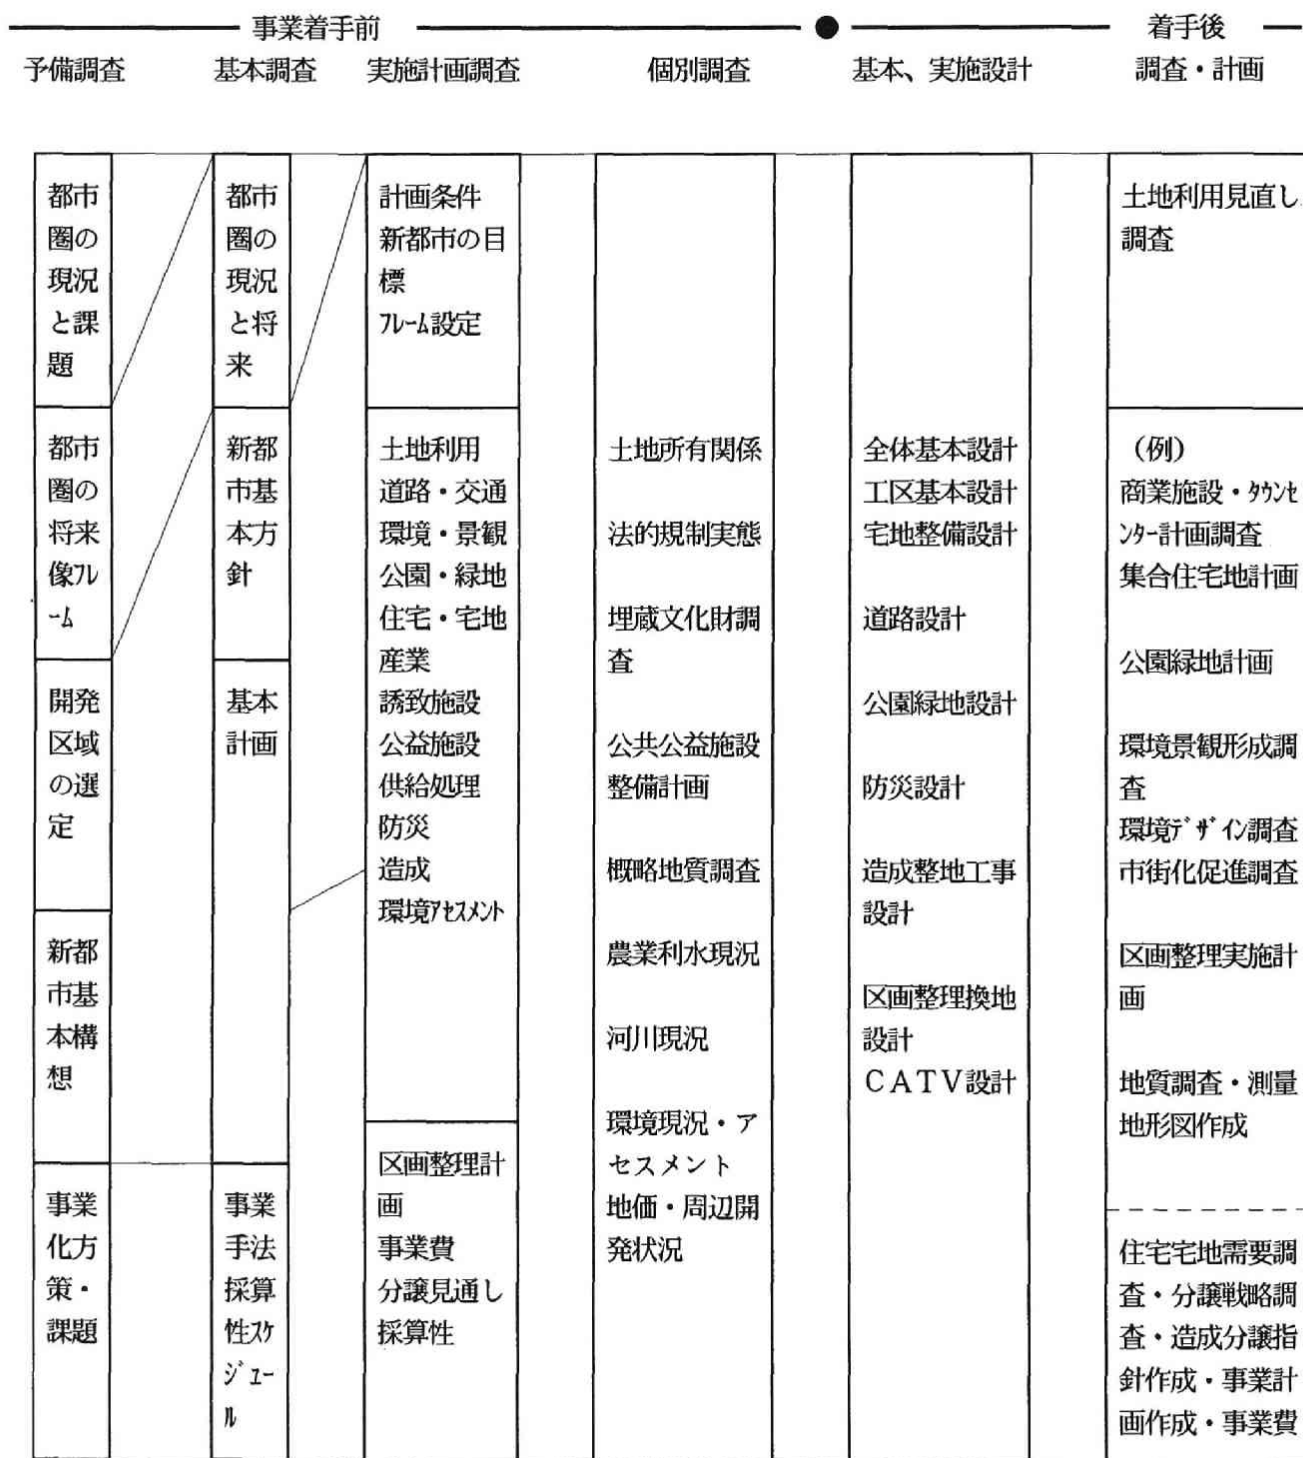 事業着手前
着手後
予備調査
基本調査
実施計画調査
個別調査
基本、実施設計
調査・計画
都市
圏の
現況
と課
題
都市
圏の
将来
像ﾌﾚ
ｰﾑ
開発
区域
の選
定
新都
市基
本構
想
事業
化方
策・
課題
都市
圏の
現況
と将
来
新都
市基
本方
針
基本
計画
事業
手法
採算
性ｽｹ
ｼﾞｭｰ
ﾙ
計画条件
新都市の目
標
ﾌﾚｰﾑ設定
土地利用
道路・交通
環境・景観
公園・緑地
住宅・宅地
産業
誘致施設
公益施設
供給処理
防災
造成
環境ｱｾｽﾒﾝﾄ
区画整理計
画
事業費
分譲見通し
採算性
土地所有関係
法的規制実態
埋蔵文化財調
査
公共公益施設
整備計画
概略地質調査
農業利水現況
河川現況
環境現況・ア
セスメント
地価・周辺開
発状況
全体基本設計
工区基本設計
宅地整備設計
道路設計
公園緑地設計
防災設計
造成整地工事
設計
区画整理換地
設計
ＣＡＴＶ設計
土地利用見直し
調査
（例）
商業施設・ﾀｳﾝｾ
ﾝﾀｰ計画調査
集合住宅地計画
公園緑地計画
環境景観形成調
査
環境ﾃﾞｻﾞｲﾝ調査
市街化促進調査
区画整理実施計
画
地質調査・測量
地形図作成
住宅宅地需要調
査・分譲戦略調
査・造成分譲指
針作成・事業計
画作成・事業費